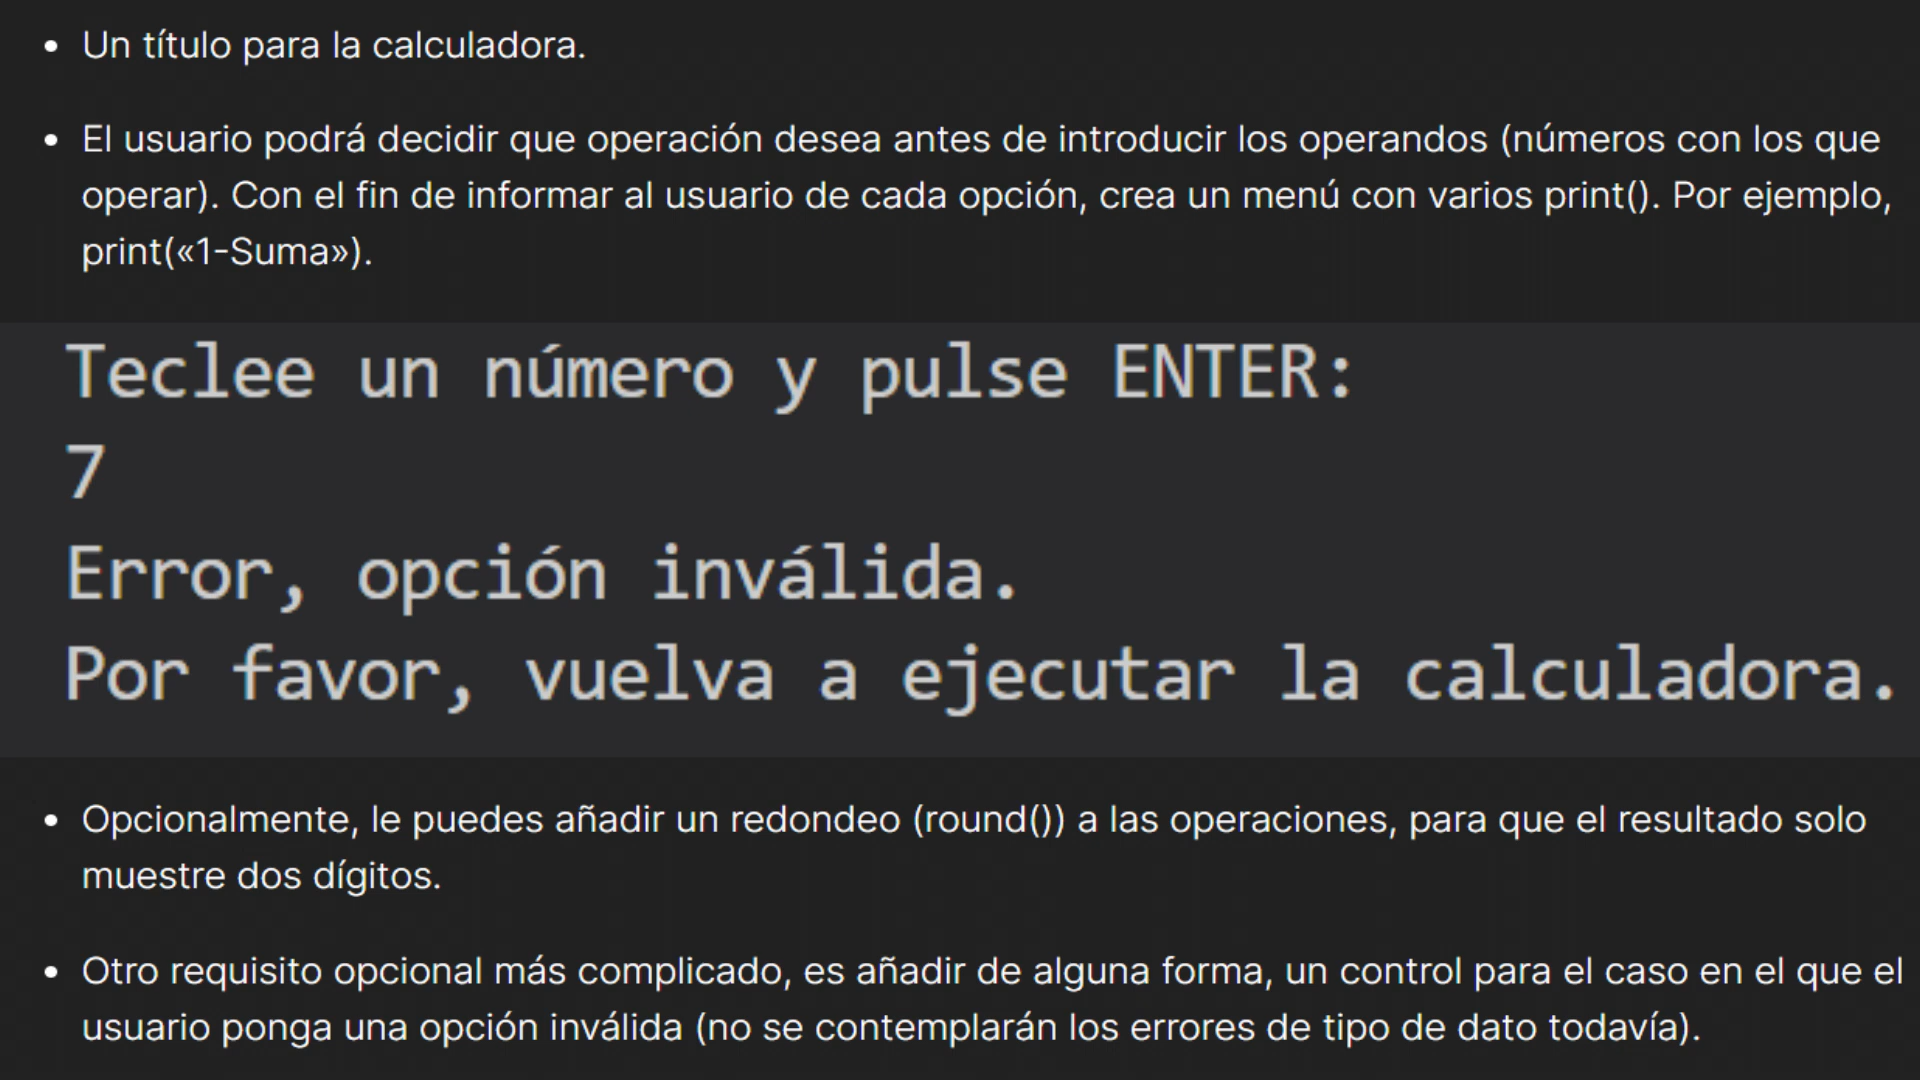 • Un título para la calculadora.
• El usuario podrá decidir que operación desea antes de introducir los operandos (números con los que
operar). Con el fin de informar al usuario de cada opción, crea un menú con varios print(). Por ejemplo,
print(«1-Suma»).
Teclee un número y pulse ENTER:
7
Error, opción inválida.
Por favor, vuelva a ejecutar la calculadora.
• Opcionalmente, le puedes añadir un redondeo (round()) a las operaciones, para que el resultado solo
muestre dos dígitos.
• Otro requisito opcional más complicado, es añadir de alguna forma, un control para el caso en el que el
usuario ponga una opción inválida (no se contemplarán los errores de tipo de dato todavía).